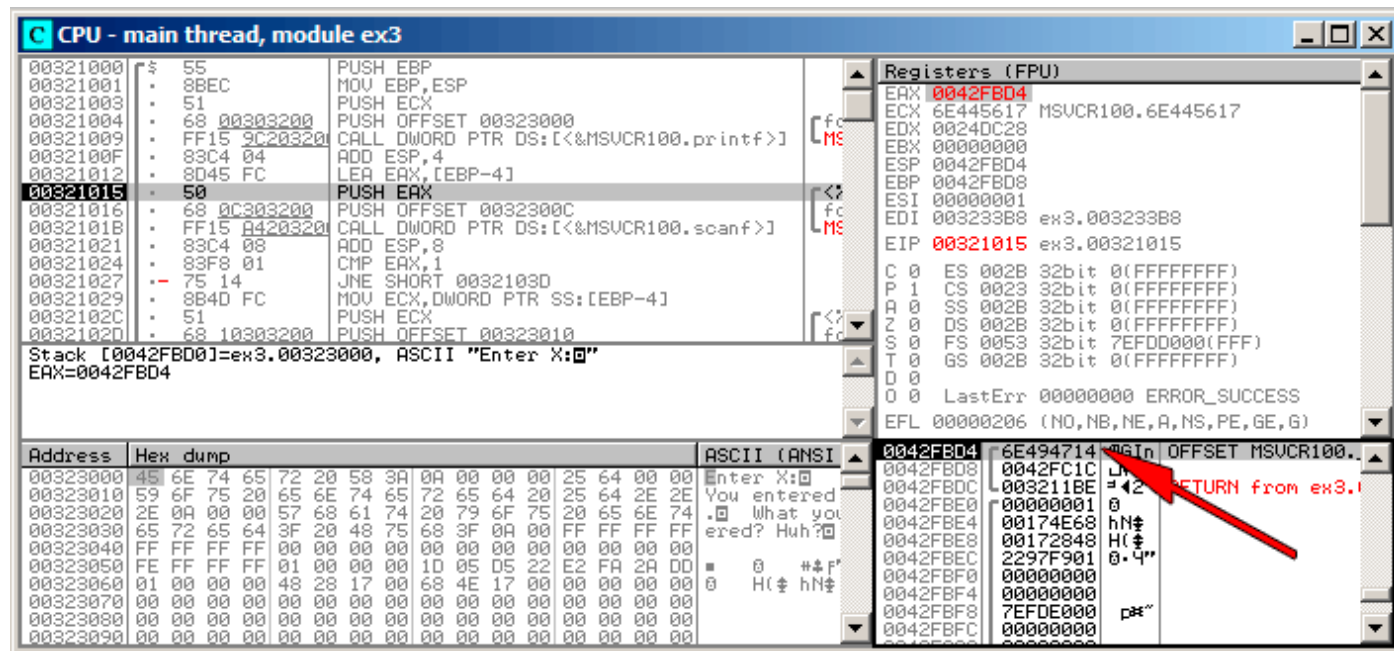 C CPU - main thread, module ex3
00321000 $ 55 PUSH EBP
00321001 . 8BEC MOV EBP,ESP
00321003 . 51 PUSH ECX
00321004 . 68 00303200 PUSH OFFSET 00323000
00321009 . FF15 9C203200 CALL DWORD PTR DS:[<&MSVCR100.printf>]
0032100F . 83C4 04 ADD ESP,4
00321012 . 8D45 FC LEA EAX,[EBP-4]
00321015 . 50 PUSH EAX
00321016 . 68 0C303200 PUSH OFFSET 0032300C
0032101B . FF15 A4203200 CALL DWORD PTR DS:[<&MSVCR100.scanf>]
00321021 . 83C4 08 ADD ESP,8
00321024 . 83F8 01 CMP EAX,1
00321027 .- 75 14 JNE SHORT 0032103D
00321029 . 8B4D FC MOV ECX,DWORD PTR SS:[EBP-4]
0032102C . 51 PUSH ECX
0032102D . 68 10303200 PUSH OFFSET 00323010
Stack [0042FBD0]=ex3.00323000, ASCII "Enter X:"
EAX=0042FBD4
Registers (FPU)
EAX 0042FBD4
ECX 6E445617 MSVCR100.6E445617
EDX 0024DC28
EBX 00000000
ESP 0042FBD4
EBP 0042FBD8
ESI 00000001
EDI 003233B8 ex3.003233B8
EIP 00321015 ex3.00321015
C 0 ES 002B 32bit 0(FFFFFFFF)
P 1 CS 0023 32bit 0(FFFFFFFF)
A 0 SS 002B 32bit 0(FFFFFFFF)
Z 0 DS 002B 32bit 0(FFFFFFFF)
S 0 FS 0053 32bit 7EFDD000(FFF)
T 0 GS 002B 32bit 0(FFFFFFFF)
D 0
O 0 LastErr 00000000 ERROR_SUCCESS
EFL 00000206 (NO,NB,NE,A,NS,PE,GE,G)
Address Hex dump ASCII (ANSI
00323000 45 6E 74 65 72 20 58 3A 0A 00 00 00 25 64 00 00 Enter X:
00323010 59 6F 75 20 65 6E 74 65 72 65 64 20 25 64 2E 2E You entered
00323020 2E 0A 00 00 57 68 61 74 20 79 6F 75 20 65 6E 74 . What you
00323030 65 72 65 64 3F 20 48 75 68 3F 0A 00 FF FF FF FF ered? Huh?
00323040 FF FF FF FF 00 00 00 00 00 00 00 00 00 00 00 00
00323050 FE FF FF FF 01 00 00 00 1D 05 D5 22 E2 FA 2A DD
00323060 01 00 00 00 48 28 17 00 68 4E 17 00 00 00 00 00 H( hN
00323070 00 00 00 00 00 00 00 00 00 00 00 00 00 00 00 00
00323080 00 00 00 00 00 00 00 00 00 00 00 00 00 00 00 00
00323090 00 00 00 00 00 00 00 00 00 00 00 00 00 00 00 00
0042FBD4 6E494714 GIn OFFSET MSVCR100.
0042FBD8 0042FC1C
0042FBDC 003211BE RETURN from ex3.
0042FBE0 00000001
0042FBE4 00174E68 hN
0042FBE8 00172848 H(
0042FBEC 2297F901
0042FBF0 00000000
0042FBF4 00000000
0042FBF8 7EFDE000
0042FBFC 00000000